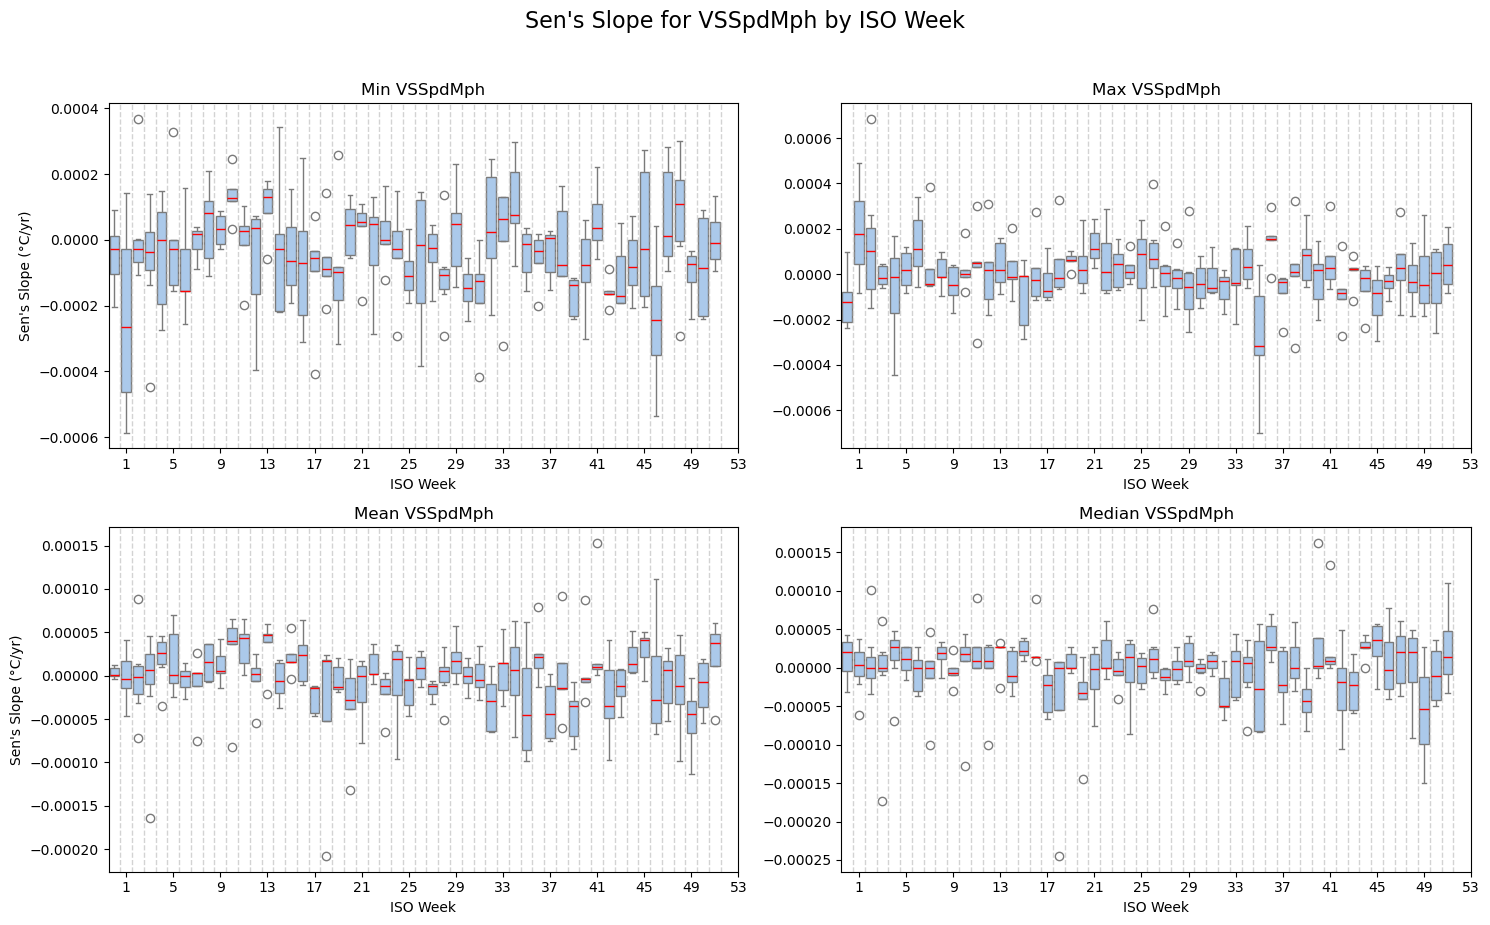 Sen's Slope for VSSpdMph by ISO Week
Min VSSpdMph
Sen's Slope (°C/yr)
0.0004
0.0002
0.0000
−0.0002
−0.0004
−0.0006
1 5 9 13 17 21 25 29 33 37 41 45 49 53
ISO Week
Max VSSpdMph
0.0006
0.0004
0.0002
0.0000
−0.0002
−0.0004
−0.0006
1 5 9 13 17 21 25 29 33 37 41 45 49 53
ISO Week
Mean VSSpdMph
Sen's Slope (°C/yr)
0.00015
0.00010
0.00005
0.00000
−0.00005
−0.00010
−0.00015
−0.00020
1 5 9 13 17 21 25 29 33 37 41 45 49 53
ISO Week
Median VSSpdMph
0.00015
0.00010
0.00005
0.00000
−0.00005
−0.00010
−0.00015
−0.00020
−0.00025
1 5 9 13 17 21 25 29 33 37 41 45 49 53
ISO Week